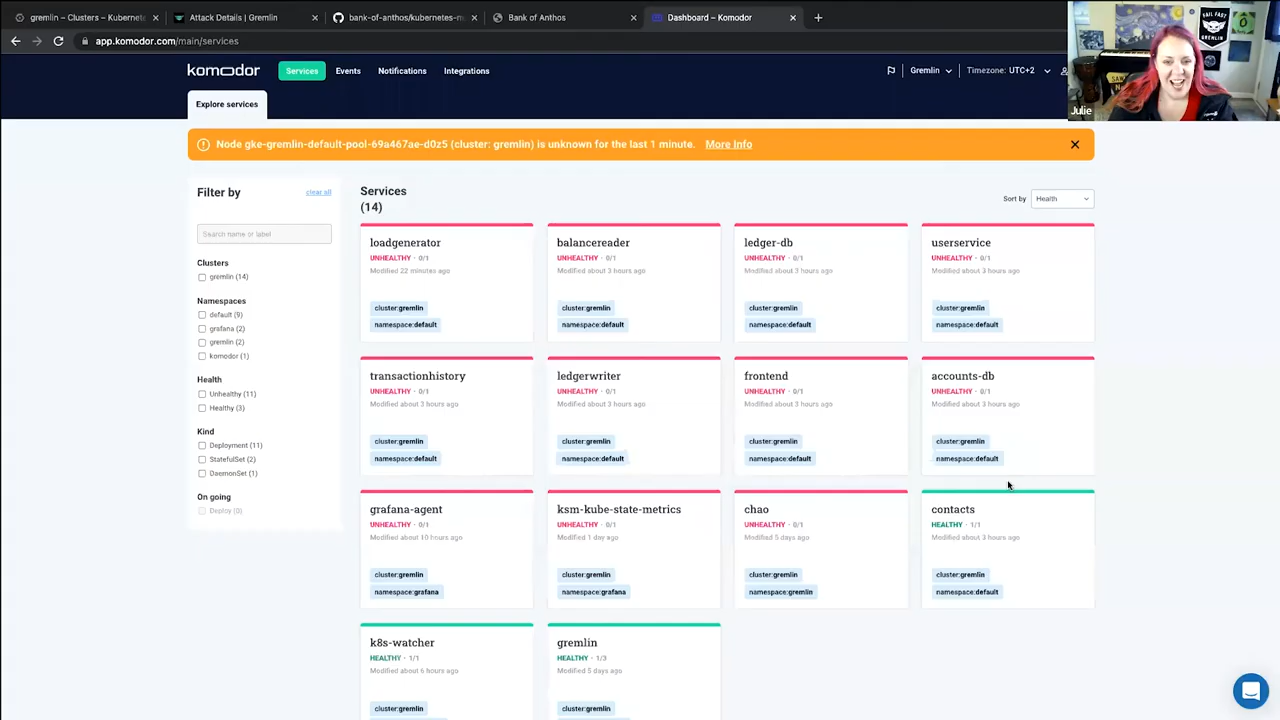 gremlin – Clusters – Kubernet
Attack Details | Gremlin
bank-of-anthos/kubernetes-m
Bank of Anthos
Dashboard – Komodor
app.komodor.com/main/services
FAIL FAST
GREMLIN
Julie
komodor
Services
Events
Notifications
Integrations
Gremlin
Timezone: UTC+2
Explore services
Node gke-gremlin-default-pool-69a467ae-d0z5 (cluster: gremlin) is unknown for the last 1 minute. More Info
Filter by
clear all
Search name or label
Clusters
gremlin (14)
Namespaces
default (9)
grafana (2)
gremlin (2)
komodor (1)
Health
Unhealthy (11)
Healthy (3)
Kind
Deployment (11)
StatefulSet (2)
DaemonSet (1)
On going
Deploy (0)
Services
(14)
Sort by
Health
loadgenerator
UNHEALTHY · 0/1
Modified 22 minutes ago
cluster:gremlin
namespace:default
balancereader
UNHEALTHY · 0/1
Modified about 3 hours ago
cluster:gremlin
namespace:default
ledger-db
UNHEALTHY · 0/1
Modified about 3 hours ago
cluster:gremlin
namespace:default
userservice
UNHEALTHY · 0/1
Modified about 3 hours ago
cluster:gremlin
namespace:default
transactionhistory
UNHEALTHY · 0/1
Modified about 3 hours ago
cluster:gremlin
namespace:default
ledgerwriter
UNHEALTHY · 0/1
Modified about 3 hours ago
cluster:gremlin
namespace:default
frontend
UNHEALTHY · 0/1
Modified about 3 hours ago
cluster:gremlin
namespace:default
accounts-db
UNHEALTHY · 0/1
Modified about 3 hours ago
cluster:gremlin
namespace:default
grafana-agent
UNHEALTHY · 0/1
Modified about 10 hours ago
cluster:gremlin
namespace:grafana
ksm-kube-state-metrics
UNHEALTHY · 0/1
Modified 1 day ago
cluster:gremlin
namespace:grafana
chao
UNHEALTHY · 0/1
Modified 5 days ago
cluster:gremlin
namespace:gremlin
contacts
HEALTHY · 1/1
Modified about 3 hours ago
cluster:gremlin
namespace:default
k8s-watcher
HEALTHY · 1/1
Modified about 6 hours ago
cluster:gremlin
gremlin
HEALTHY · 1/3
Modified 5 days ago
cluster:gremlin